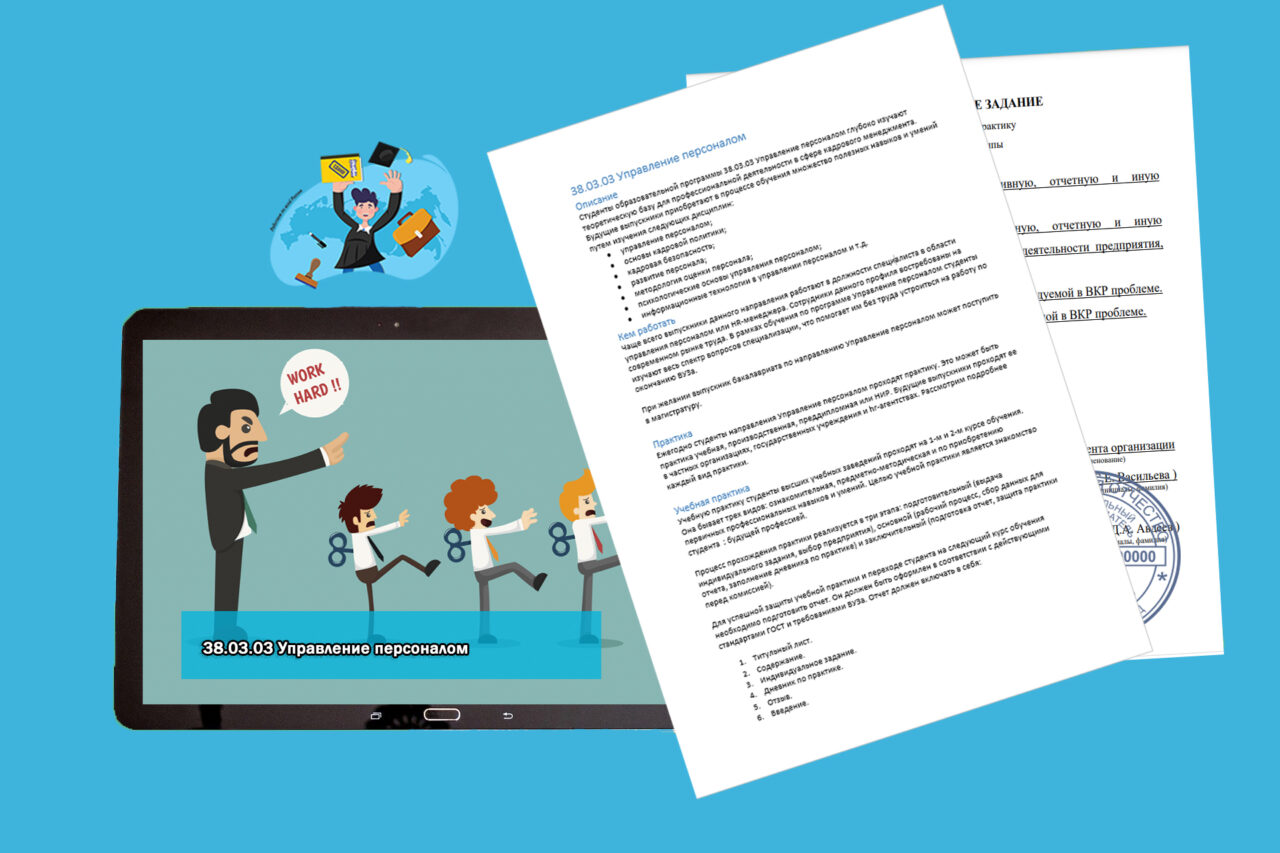 WORK
HARD !!
38.03.03 Управление персоналом
38.03.03 Управление персоналом
Описание
Студенты образовательной программы 38.03.03 Управление персоналом глубоко изучают
теоретическую базу для профессиональной деятельности в сфере кадрового менеджмента.
Будущие выпускники приобретают в процессе обучения множество полезных навыков и умений
путем изучения следующих дисциплин:
• управление персоналом;
• основы кадровой политики;
• кадровая безопасность;
• развитие персонала;
• методология оценки персонала;
• психологические основы управления персоналом;
• информационные технологии в управлении персоналом и т.д.
Кем работать
Чаще всего выпускники данного направления работают в должности специалиста в области
управления персоналом или HR-менеджера. Сотрудники данного профиля востребованы на
современном рынке труда. В рамках обучения по программе Управление персоналом студенты
изучают весь спектр вопросов специализации, что помогает им без труда устроиться на работу по
окончанию ВУЗа.
При желании выпускник бакалавриата по направлению Управление персоналом может поступить
в магистратуру.
Практика
Ежегодно студенты направления Управление персоналом проходят практику. Это может быть
практика учебная, производственная, преддипломная или НИР. Будущие выпускники проходят ее
в частных организациях, государственных учреждения и hr-агентствах. Рассмотрим подробнее
каждый вид практики.
Учебная практика
Учебную практику студенты высших учебных заведений проходят на 1-м и 2-м курсе обучения.
Она бывает трех видов: ознакомительная, предметно-методическая и по приобретению
первичных профессиональных навыков и умений. Целью учебной практики является знакомство
студента с будущей профессией.
Процесс прохождения практики реализуется в три этапа: подготовительный (выдача
индивидуального задания, выбор предприятия), основной (рабочий процесс, сбор данных для
отчета, заполнение дневника по практике) и заключительный (подготовка отчет, защита практики
перед комиссией).
Для успешной защиты учебной практики и переходе студента на следующий курс обучения
необходимо подготовить отчет. Он должен быть оформлен в соответствии с действующими
стандартами ГОСТ и требованиями ВУЗа. Отчет должен включать в себя:
1. Титульный лист.
2. Содержание.
3. Индивидуальное задание.
4. Дневник по практике.
5. Отзыв.
6. Введение.
Е ЗАДАНИЕ
рактику
ппы
ивную, отчетную и иную
ную, отчетную и иную
деятельности предприятия,
дуемой в ВКР проблеме.
ой в ВКР проблеме.
ента организации
Е. Васильева )
Д.А. Авдеев )
0000